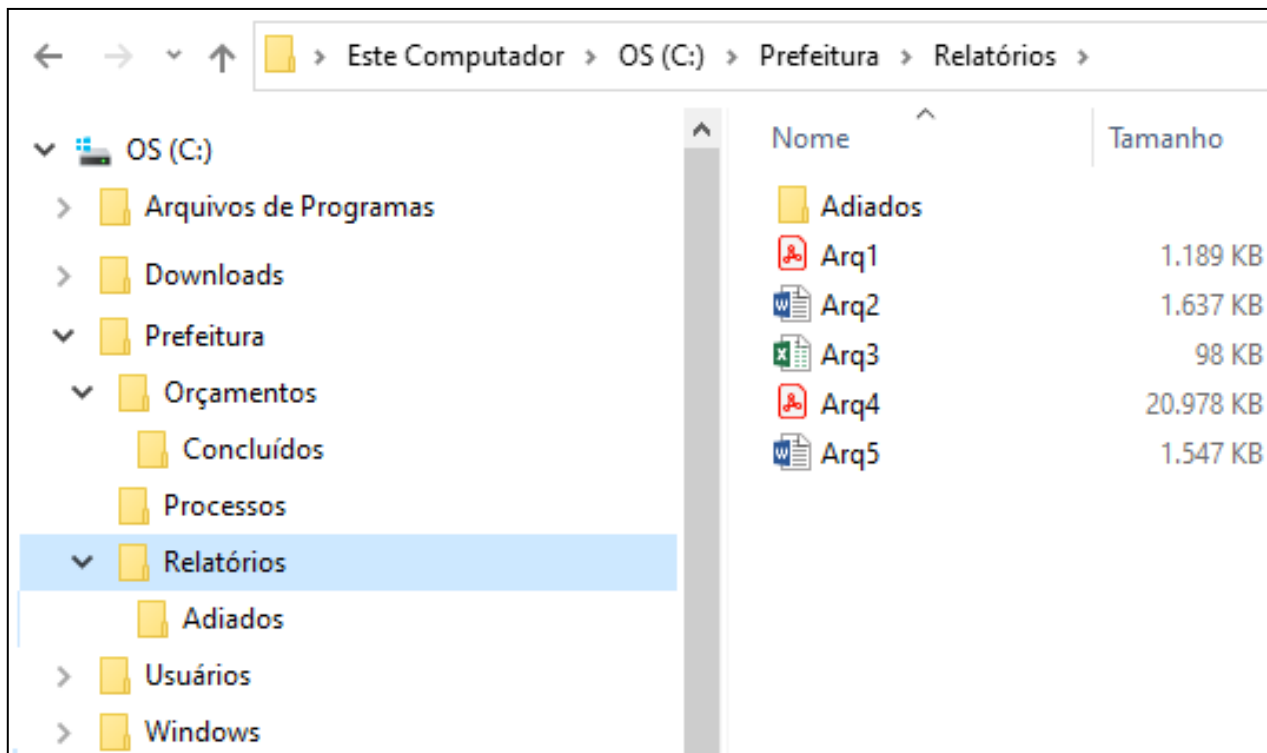 Este Computador > OS (C:) > Prefeitura > Relatórios >
OS (C:)
Arquivos de Programas
Downloads
Prefeitura
Orçamentos
Concluídos
Processos
Relatórios
Adiados
Usuários
Windows
Nome Tamanho
Adiados
Arq1 1.189 KB
Arq2 1.637 KB
Arq3 98 KB
Arq4 20.978 KB
Arq5 1.547 KB